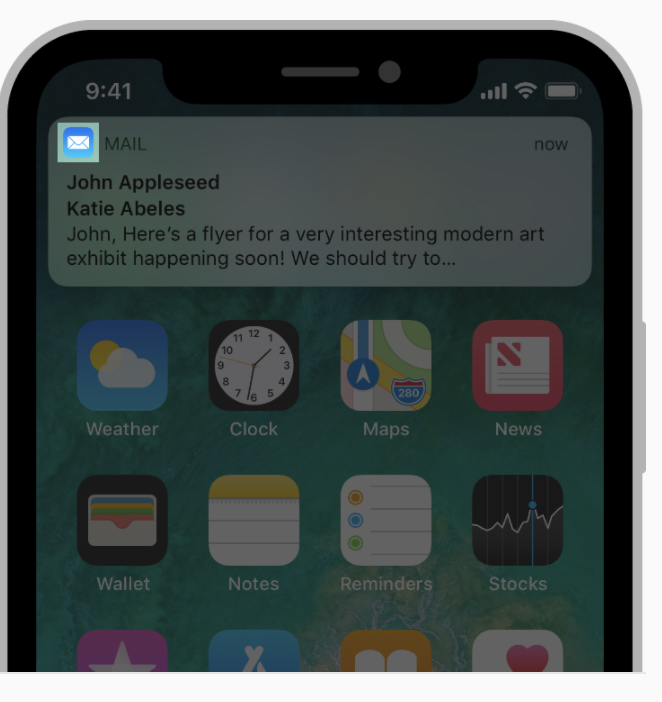 9:41
MAIL now
John Appleseed
Katie Abeles
John, Here's a flyer for a very interesting modern art
exhibit happening soon! We should try to...
11 12 1
10 2
9 3
8 4
7 6 5
280
Weather Clock Maps News
Wallet Notes Reminders Stocks